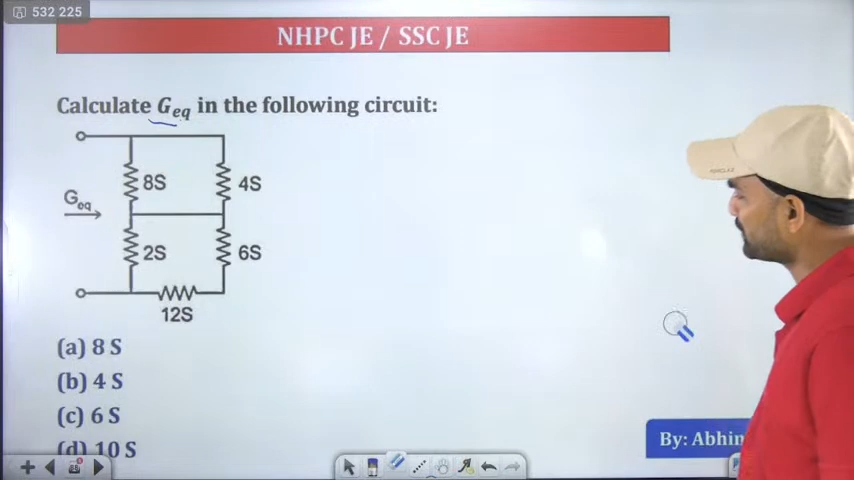 532 225
NHPC JE / SSC JE
Calculate Geq in the following circuit:
8S
4S
Geq
2S
6S
12S
(a) 8 S
(b) 4 S
(c) 6 S
(d) 10 S
By: Abhin